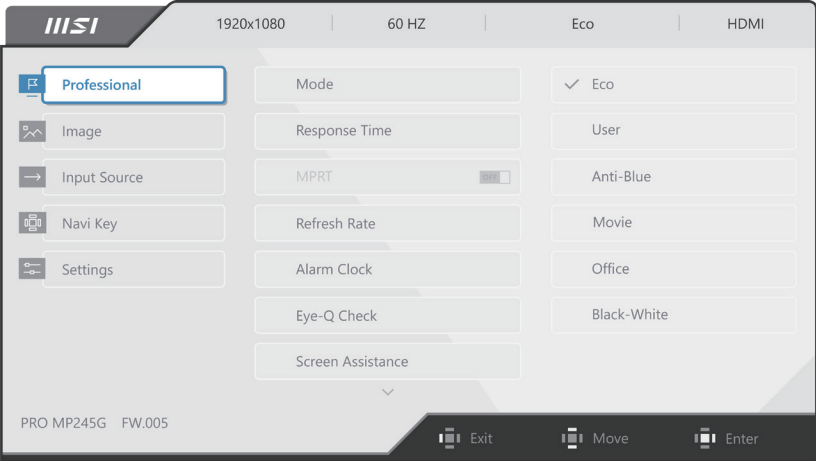 msi 1920x1080 60 HZ Eco HDMI
Professional
Image
Input Source
Navi Key
Settings
Mode
Response Time
MPRT OFF
Refresh Rate
Alarm Clock
Eye-Q Check
Screen Assistance
Eco
User
Anti-Blue
Movie
Office
Black-White
PRO MP245G FW.005
Exit Move Enter